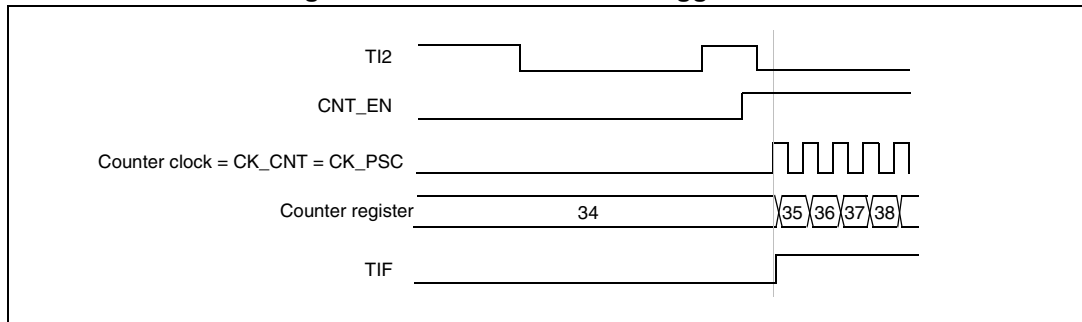 TI2
CNT_EN
Counter clock = CK_CNT = CK_PSC
Counter register 34 35 36 37 38
TIF